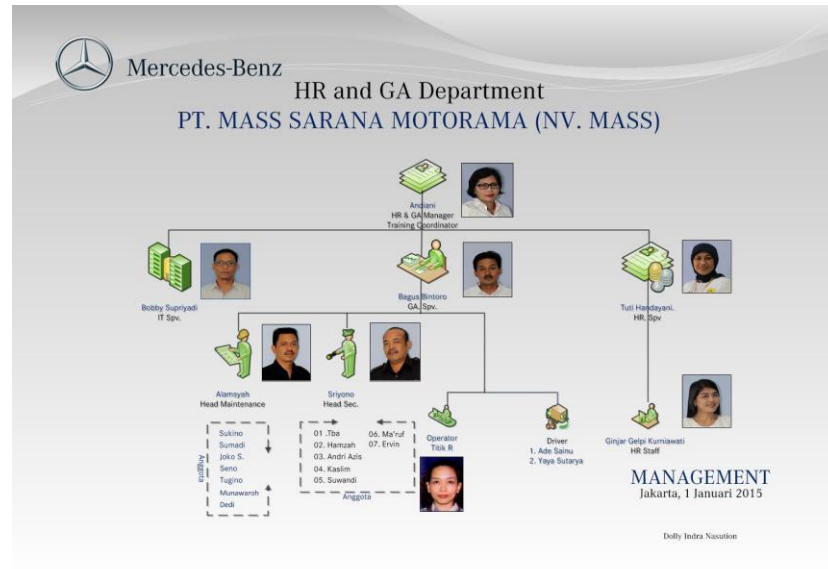 Mercedes-Benz
HR and GA Department
PT. MASS SARANA MOTORAMA (NV. MASS)
Andiani
HR & GA Manager
Training Coordinator
Bobby Supriyadi
IT Spv.
Bagus Bintoro
GA. Spv.
Tuti Handayani.
HR. Spv
Alamsyah
Head Maintenance
Sriyono
Head Sec.
Sukino
Sumadi
Joko S.
Seno
Tugino
Munawaroh
Dedi
Anggota
01 .Tba
02. Hamzah
03. Andri Azis
04. Kaslim
05. Suwandi
06. Ma'ruf
07. Ervin
Anggota
Operator
Titik R
Driver
1. Ade Sainu
2. Yaya Sutarya
Ginjar Gelpi Kurniawati
HR Staff
MANAGEMENT
Jakarta, 1 Januari 2015
Dolly Indra Nasution